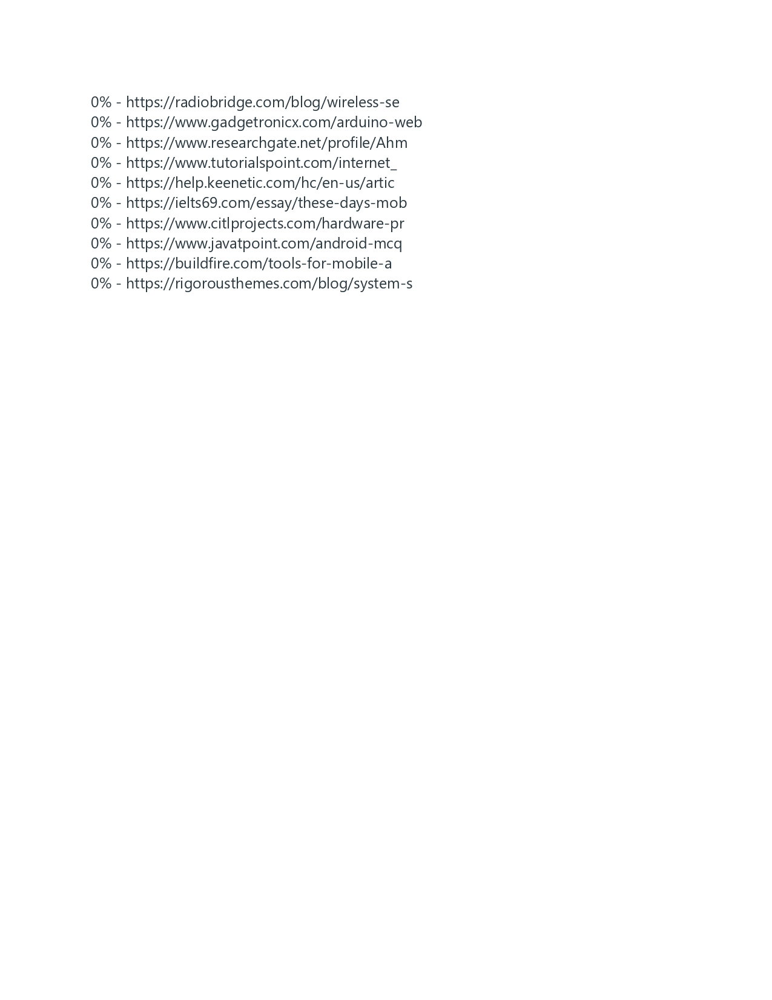 0% - https://radiobridge.com/blog/wireless-se
0% - https://www.gadgetronicx.com/arduino-web
0% - https://www.researchgate.net/profile/Ahm
0% - https://www.tutorialspoint.com/internet_
0% - https://help.keenetic.com/hc/en-us/artic
0% - https://ielts69.com/essay/these-days-mob
0% - https://www.citlprojects.com/hardware-pr
0% - https://www.javatpoint.com/android-mcq
0% - https://buildfire.com/tools-for-mobile-a
0% - https://rigorousthemes.com/blog/system-s